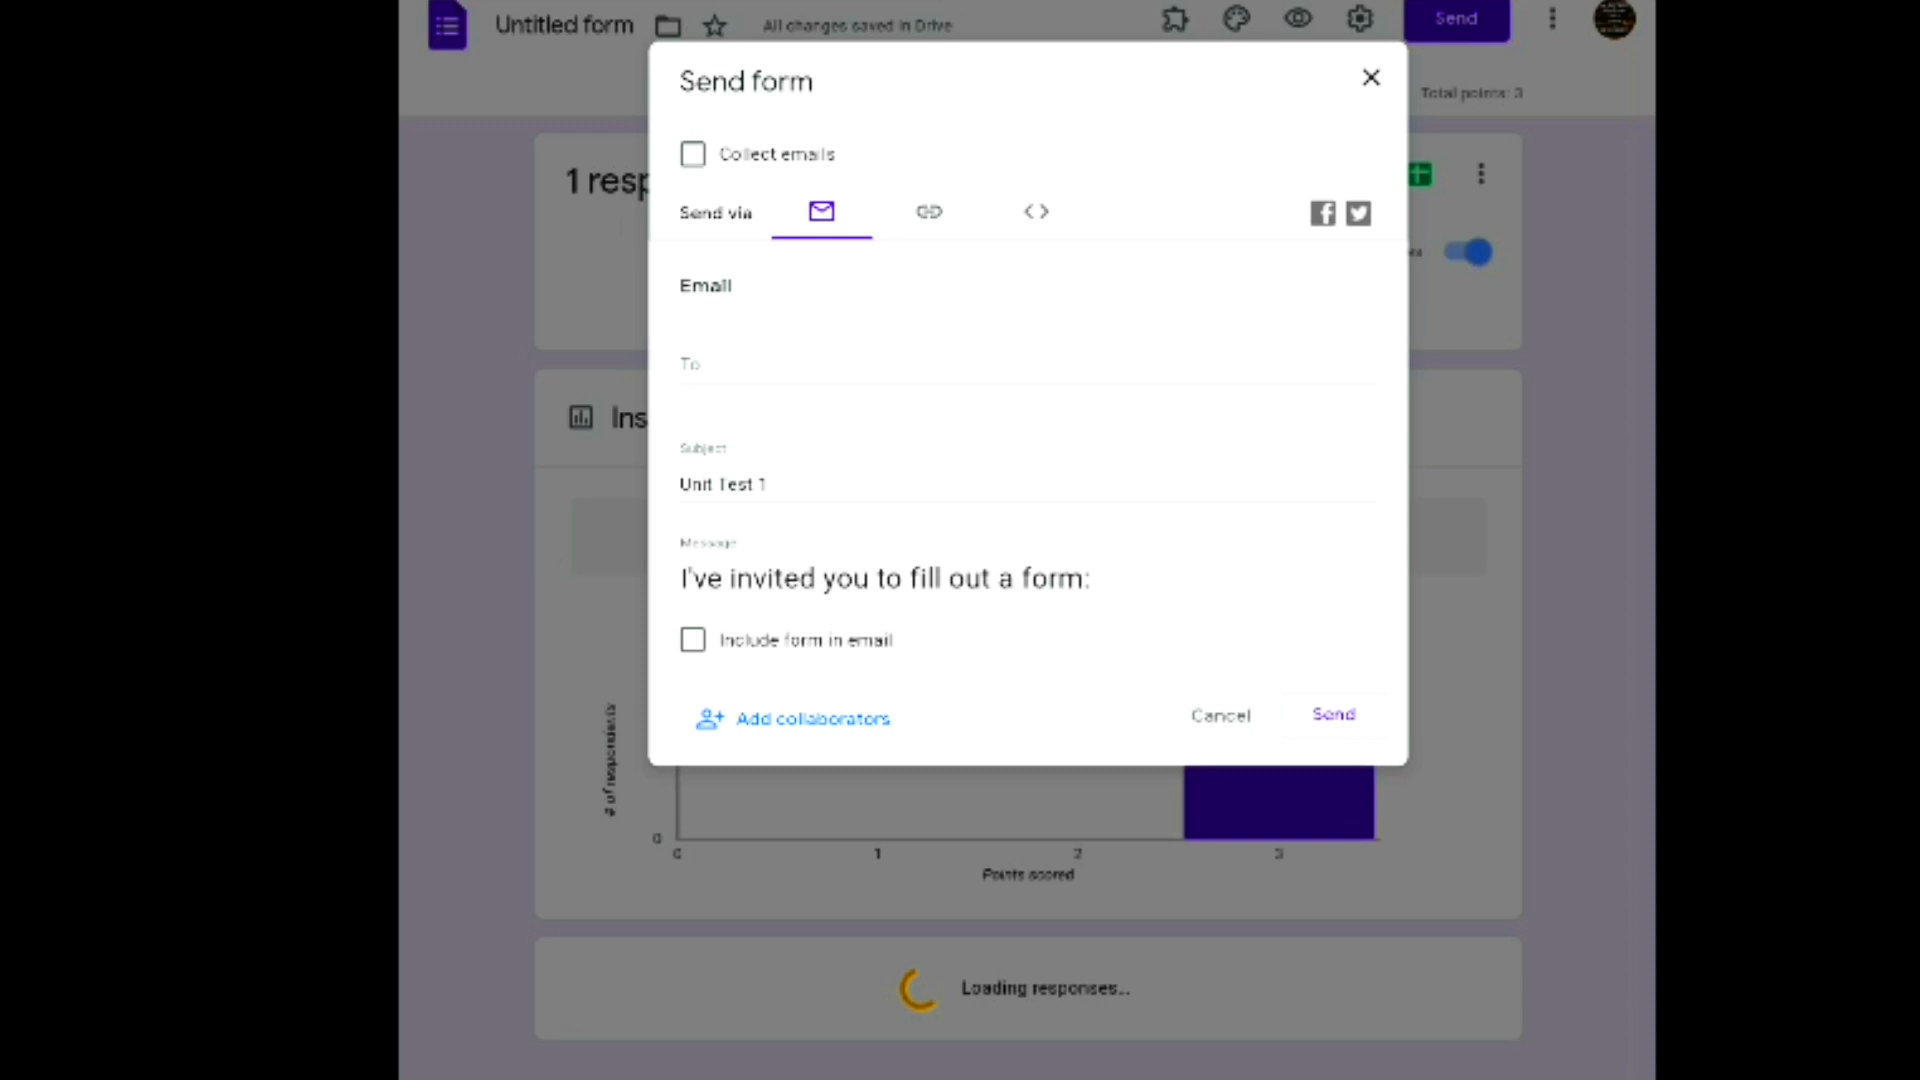 Untitled form
All changes saved in Drive
Send
Total points: 3
Send form
Collect emails
Send via
Email
To
Subject
Unit Test 1
Message
I've invited you to fill out a form:
Include form in email
Add collaborators
Cancel
Send
1 resp
Ins
# of respondents
0
0 1 2 3
Points scored
Loading responses...